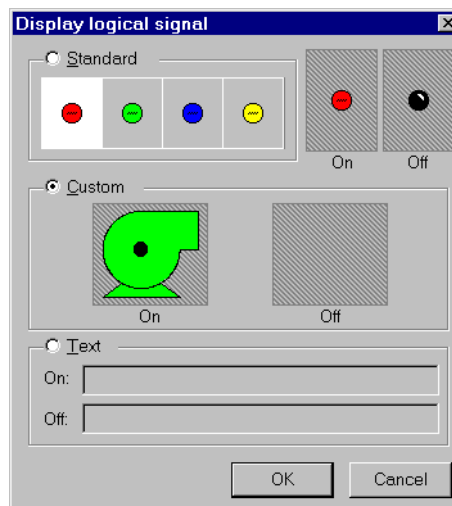 Display logical signal
Standard
On Off
Custom
On Off
Text
On:
Off:
OK Cancel